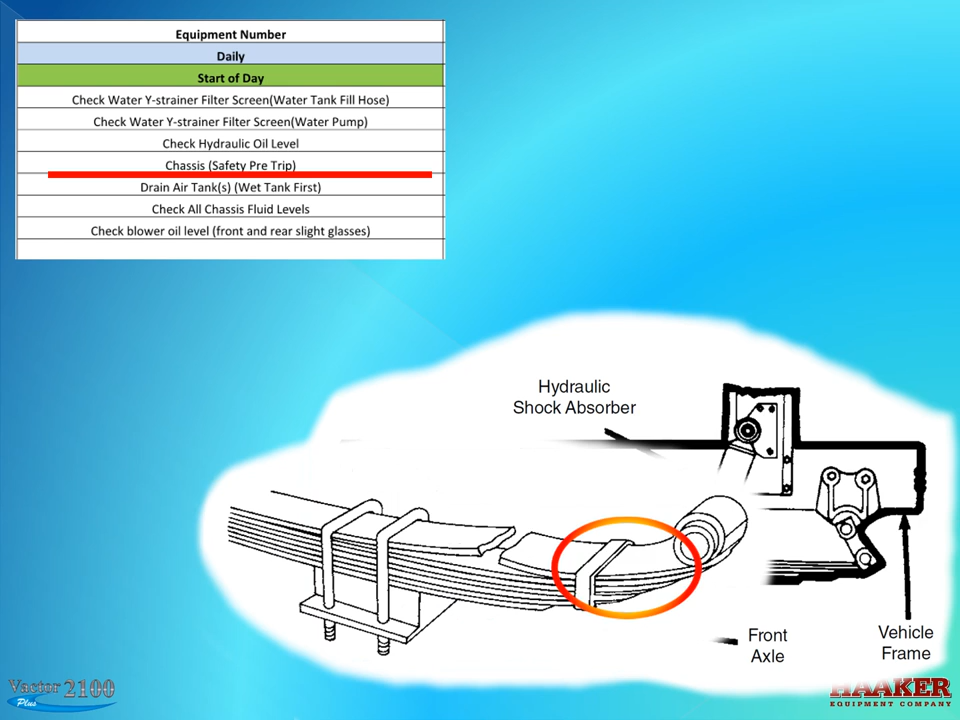 Equipment Number
Daily
Start of Day
Check Water Y-strainer Filter Screen(Water Tank Fill Hose)
Check Water Y-strainer Filter Screen(Water Pump)
Check Hydraulic Oil Level
Chassis (Safety Pre Trip)
Drain Air Tank(s) (Wet Tank First)
Check All Chassis Fluid Levels
Check blower oil level (front and rear slight glasses)
Hydraulic
Shock Absorber
Front
Axle
Vehicle
Frame
Vactor 2100
Plus
HAAKER
EQUIPMENT COMPANY